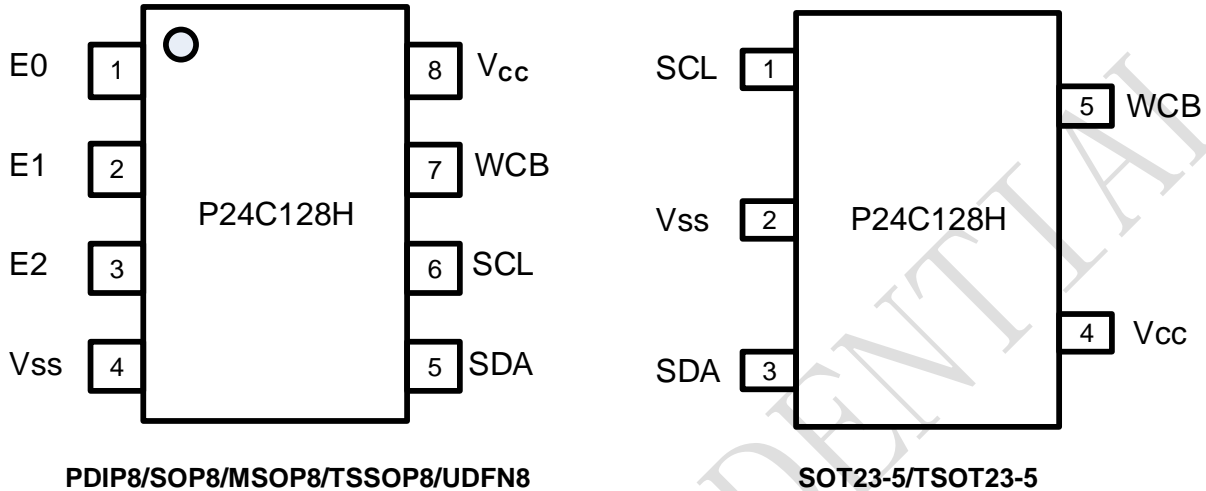 E0 1 8 Vcc
E1 2 7 WCB
P24C128H
E2 3 6 SCL
Vss 4 5 SDA
PDIP8/SOP8/MSOP8/TSSOP8/UDFN8
SCL 1
5 WCB
Vss 2 P24C128H
4 Vcc
SDA 3
SOT23-5/TSOT23-5